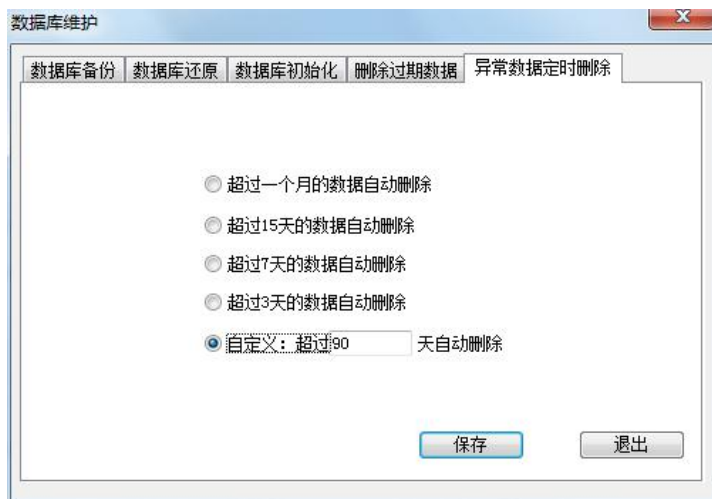 数据库维护
数据库备份 数据库还原 数据库初始化 删除过期数据 异常数据定时删除
超过一个月的数据自动删除
超过15天的数据自动删除
超过7天的数据自动删除
超过3天的数据自动删除
自定义：超过90 天自动删除
保存 退出